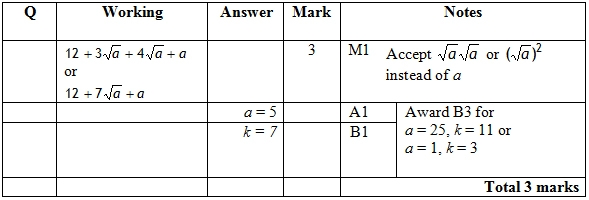 Q Working Answer Mark Notes
12 + 3√a + 4√a + a 3 M1 Accept √a√a or (√a)²
or instead of a
12 + 7√a + a
a = 5 A1 Award B3 for
k = 7 B1 a = 25, k = 11 or
a = 1, k = 3
Total 3 marks